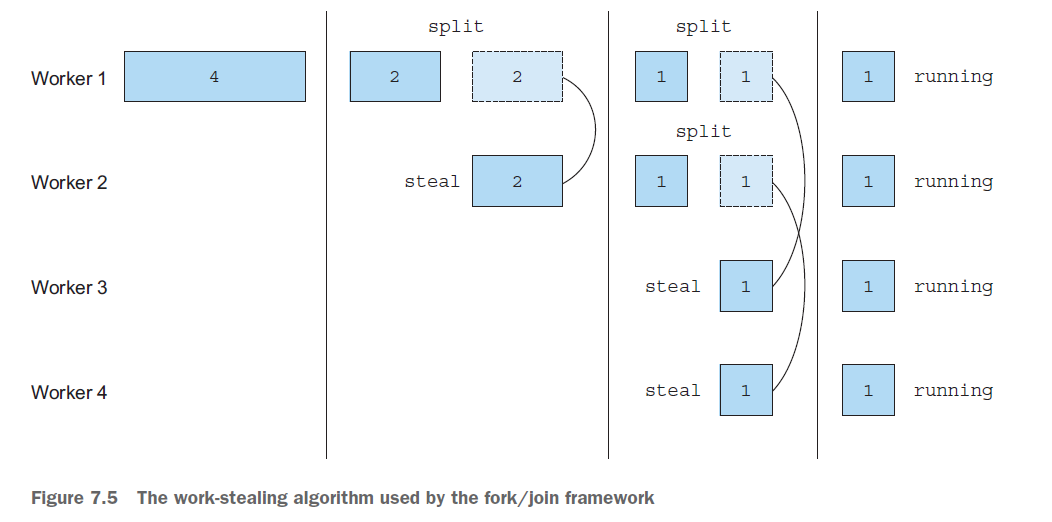 split split
Worker 1 4 2 2 1 1 1 running
split
Worker 2 steal 2 1 1 1 running
Worker 3 steal 1 1 running
Worker 4 steal 1 1 running
Figure 7.5 The work-stealing algorithm used by the fork/join framework